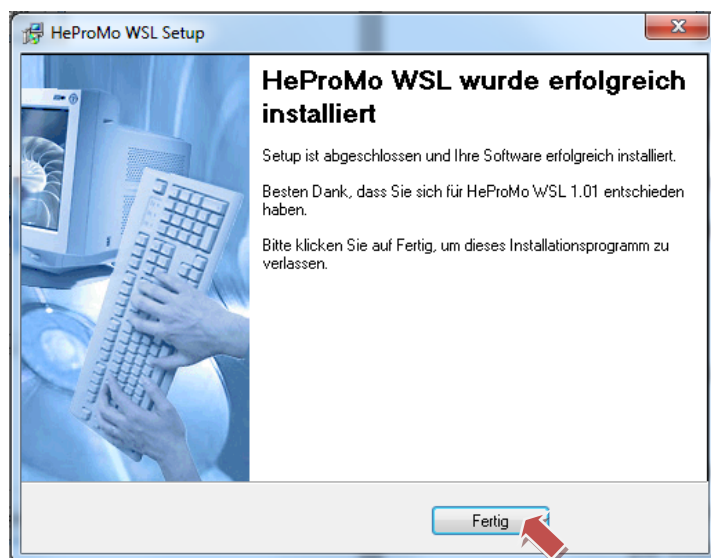 HeProMo WSL Setup
HeProMo WSL wurde erfolgreich
installiert
Setup ist abgeschlossen und Ihre Software erfolgreich installiert.
Besten Dank, dass Sie sich für HeProMo WSL 1.01 entschieden
haben.
Bitte klicken Sie auf Fertig, um dieses Installationsprogramm zu
verlassen.
Fertig